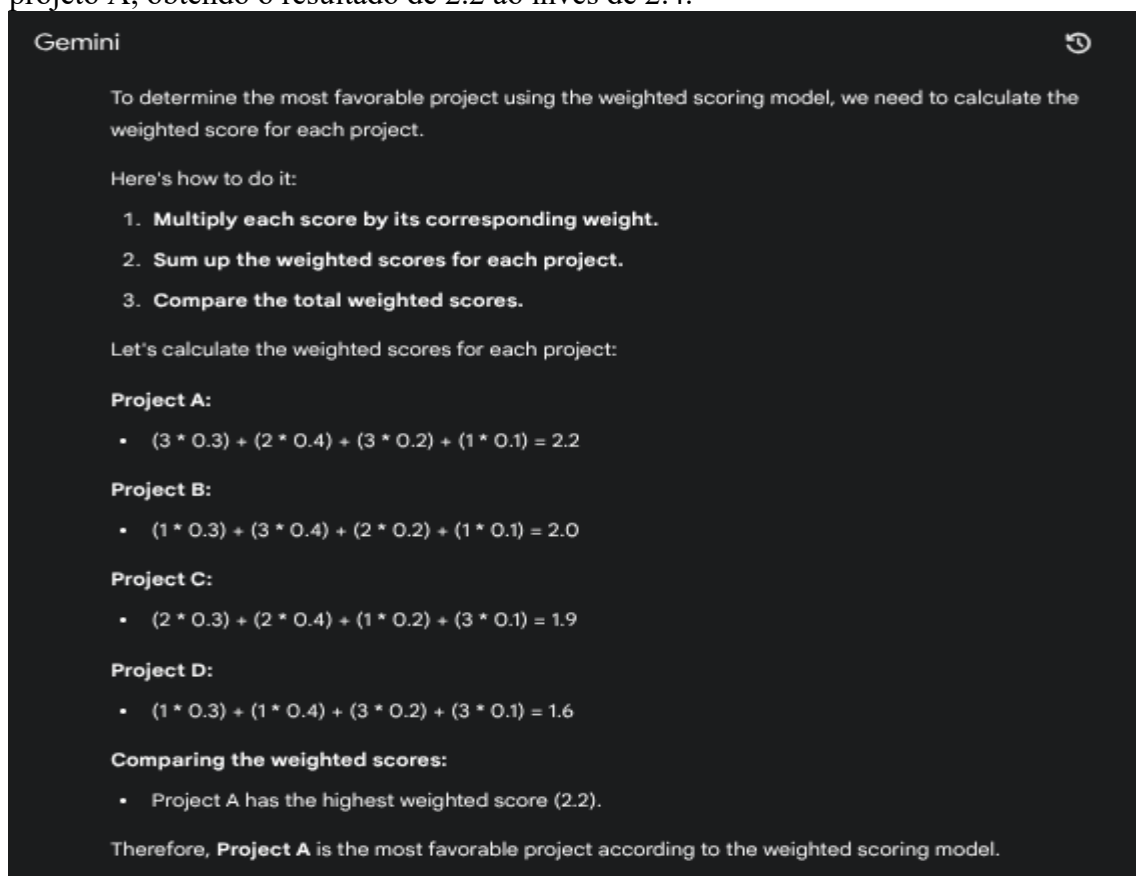 projeto A, obtendo o resultado de 2.2 ao invés de 2.4.
Gemini
To determine the most favorable project using the weighted scoring model, we need to calculate the
weighted score for each project.
Here's how to do it:
1. Multiply each score by its corresponding weight.
2. Sum up the weighted scores for each project.
3. Compare the total weighted scores.
Let's calculate the weighted scores for each project:
Project A:
• (3 * 0.3) + (2 * 0.4) + (3 * 0.2) + (1 * 0.1) = 2.2
Project B:
• (1 * 0.3) + (3 * 0.4) + (2 * 0.2) + (1 * 0.1) = 2.0
Project C:
• (2 * 0.3) + (2 * 0.4) + (1 * 0.2) + (3 * 0.1) = 1.9
Project D:
• (1 * 0.3) + (1 * 0.4) + (3 * 0.2) + (3 * 0.1) = 1.6
Comparing the weighted scores:
• Project A has the highest weighted score (2.2).
Therefore, Project A is the most favorable project according to the weighted scoring model.